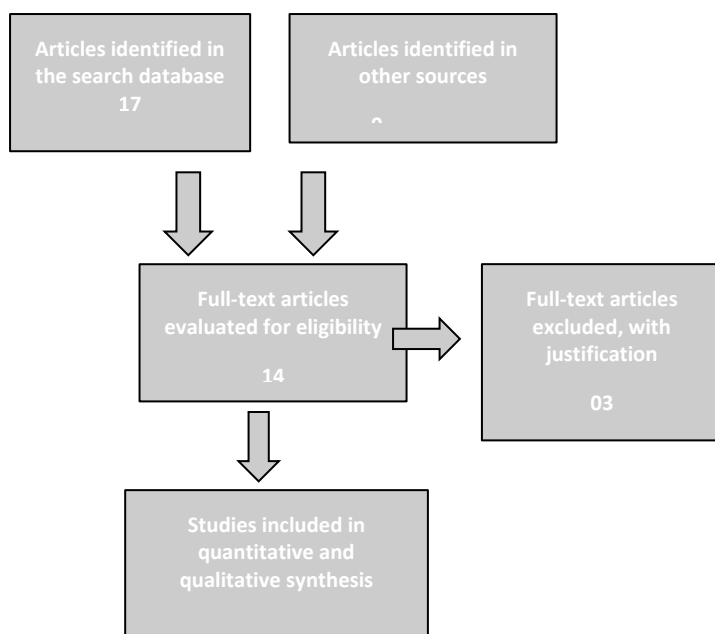 Articles identified in
the search database
17
Articles identified in
other sources
Full-text articles
evaluated for eligibility
14
Full-text articles
excluded, with
justification
03
Studies included in
quantitative and
qualitative synthesis